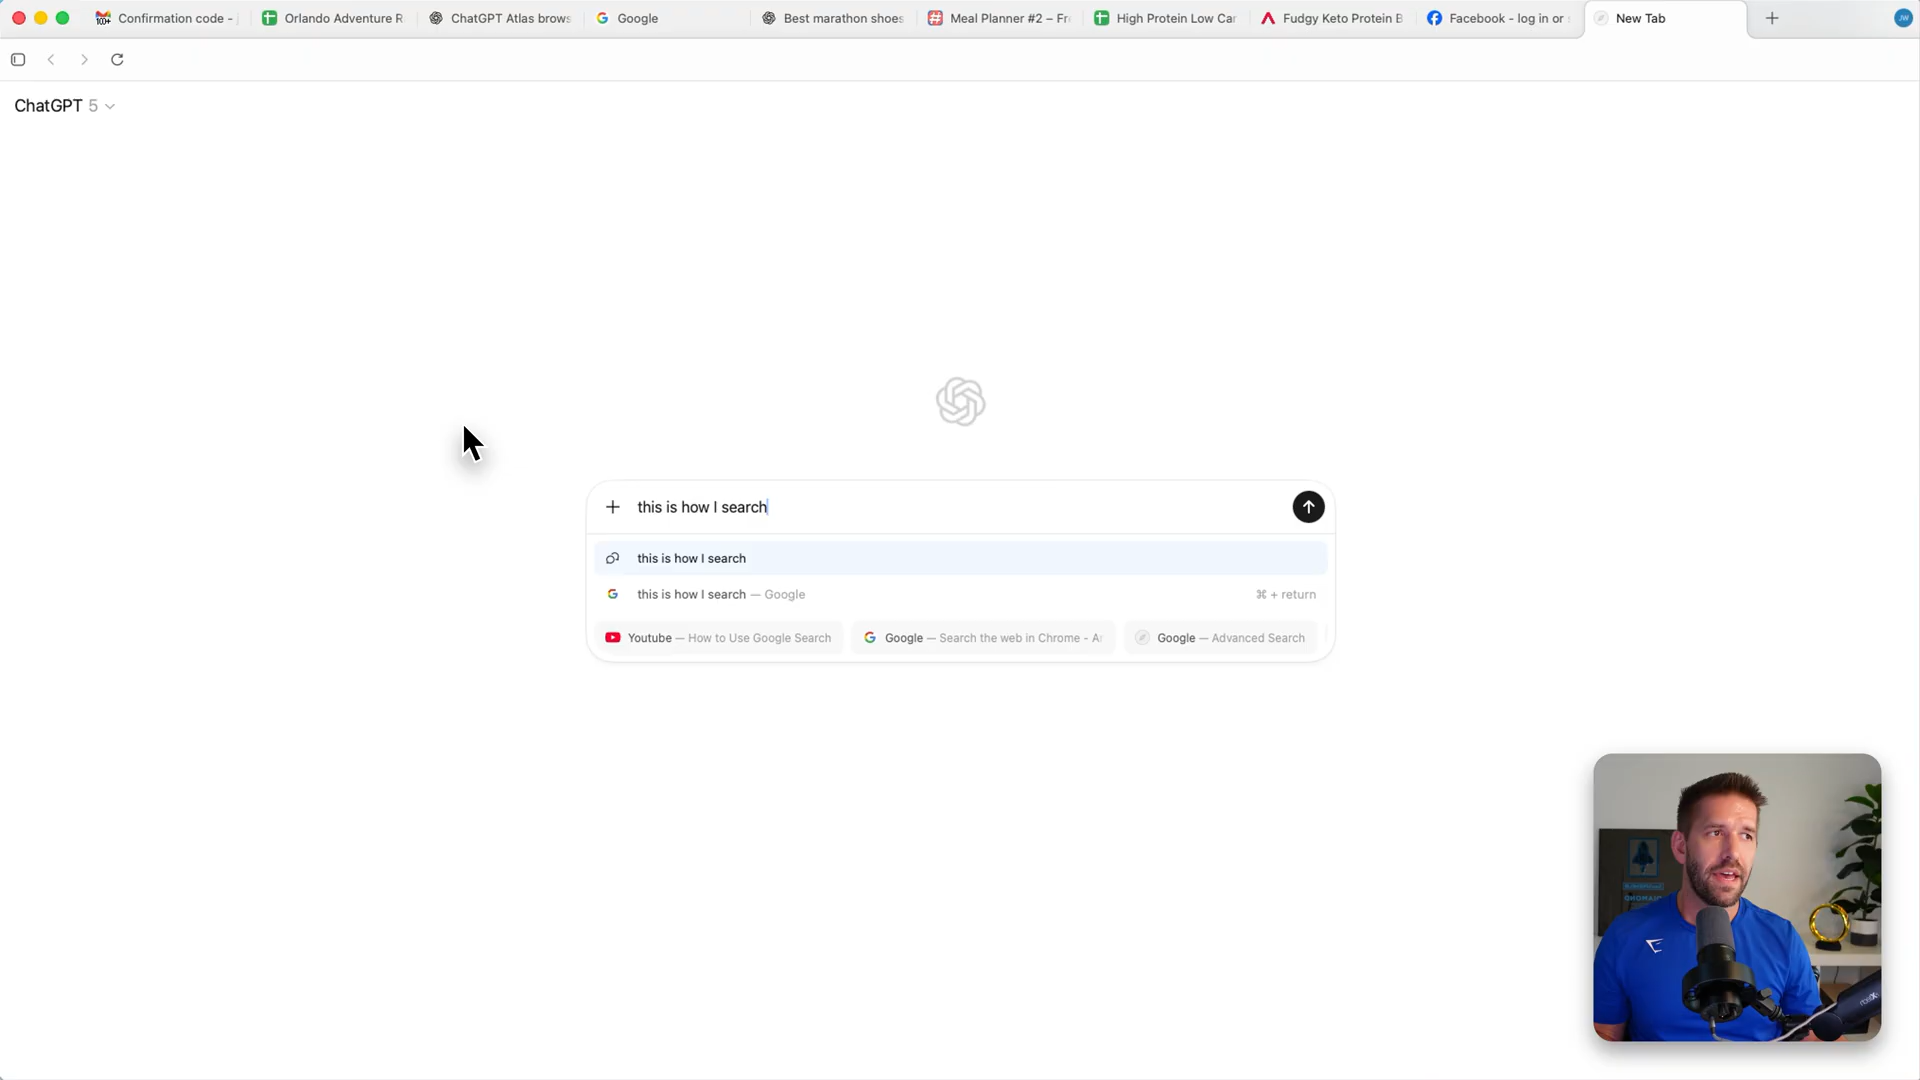 Confirmation code -
Orlando Adventure R
ChatGPT Atlas brows
Google
Best marathon shoes
Meal Planner #2 – Fr
High Protein Low Car
Fudgy Keto Protein B
Facebook - log in or
New Tab
JW
ChatGPT 5
this is how I search
this is how I search
this is how I search — Google
⌘ + return
Youtube — How to Use Google Search
Google — Search the web in Chrome - A
Google — Advanced Search